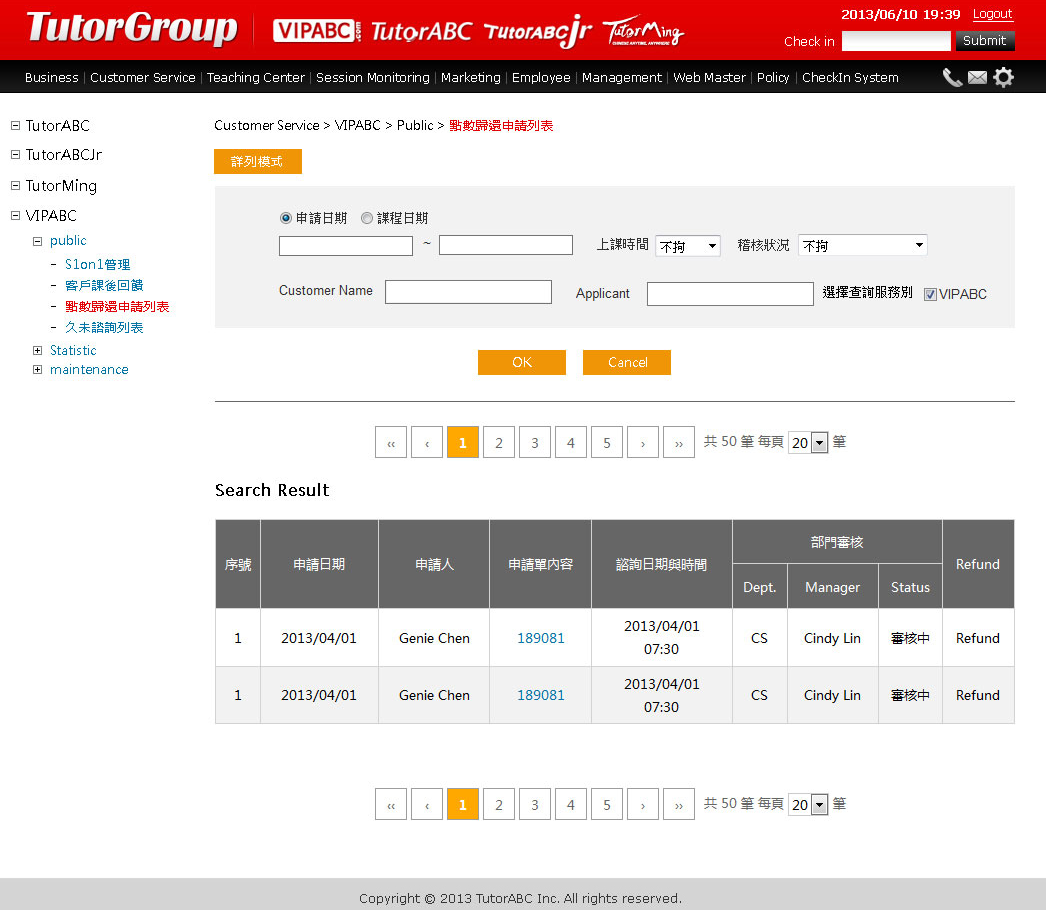 TutorGroup VIPABC.com TutorABC TutorABCJr TutorMing
CHINESE ANYTIME, ANYWHERE
2013/06/10 19:39 Logout
Check in Submit
Business | Customer Service | Teaching Center | Session Monitoring | Marketing | Employee | Management | Web Master | Policy | CheckIn System
TutorABC
TutorABCJr
TutorMing
VIPABC
public
- S1on1管理
- 客戶課後回饋
- 點數歸還申請列表
- 久未諮詢列表
Statistic
maintenance
Customer Service > VIPABC > Public > 點數歸還申請列表
詳列模式
申請日期 課程日期
~ 上課時間 不拘 稽核狀況 不拘
Customer Name Applicant 選擇查詢服務別 VIPABC
OK Cancel
‹‹ ‹ 1 2 3 4 5 › ›› 共 50 筆 每頁 20 筆
Search Result
序號 申請日期 申請人 申請單內容 諮詢日期與時間 部門審核 Refund
Dept. Manager Status
1 2013/04/01 Genie Chen 189081 2013/04/01 07:30 CS Cindy Lin 審核中 Refund
1 2013/04/01 Genie Chen 189081 2013/04/01 07:30 CS Cindy Lin 審核中 Refund
‹‹ ‹ 1 2 3 4 5 › ›› 共 50 筆 每頁 20 筆
Copyright © 2013 TutorABC Inc. All rights reserved.